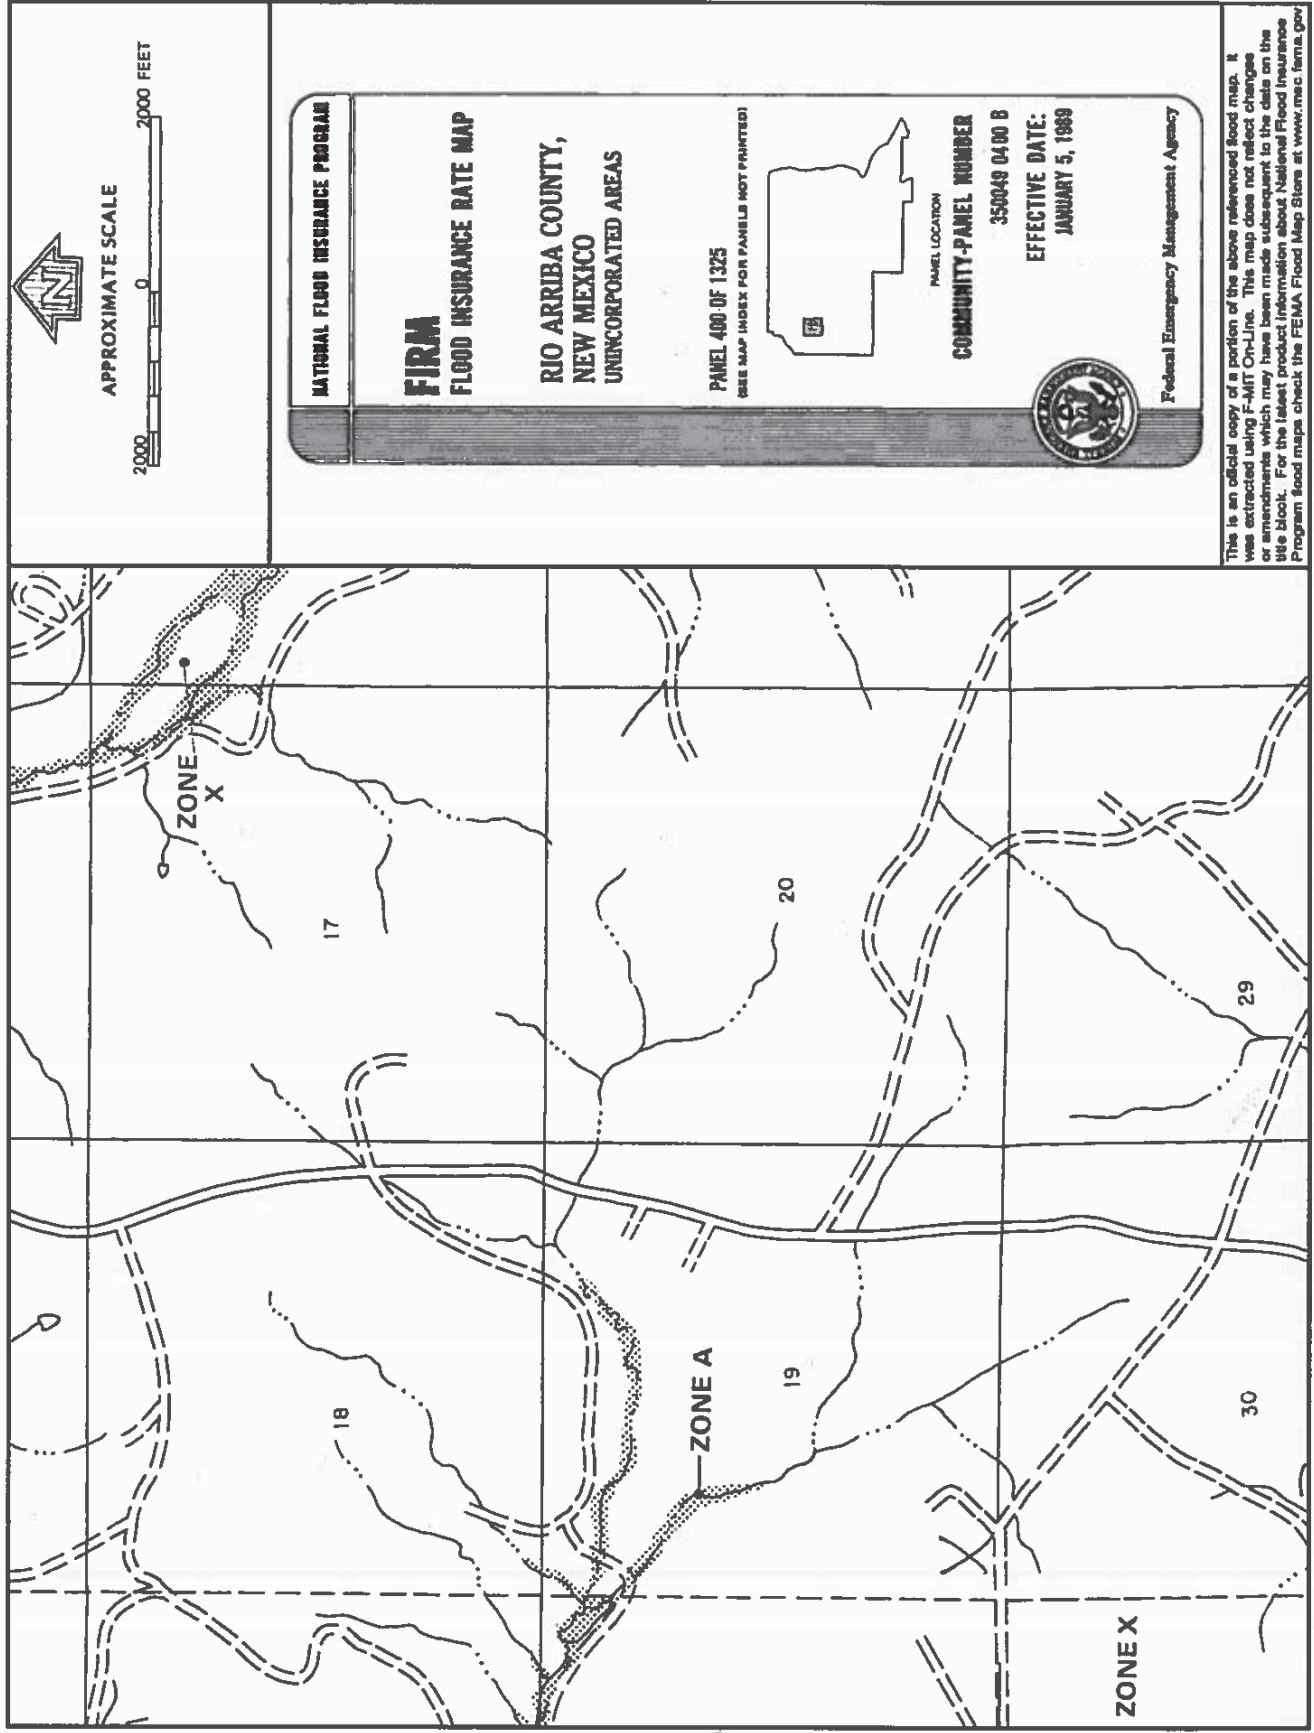 N
APPROXIMATE SCALE
2000 0 2000 FEET
NATIONAL FLOOD INSURANCE PROGRAM
FIRM
FLOOD INSURANCE RATE MAP
RIO ARRIBA COUNTY,
NEW MEXICO
UNINCORPORATED AREAS
PANEL 400 OF 1325
(SEE MAP INDEX FOR PANELS NOT PRINTED)
PANEL LOCATION
COMMUNITY-PANEL NUMBER
350049 0400 B
EFFECTIVE DATE:
JANUARY 5, 1989
Federal Emergency Management Agency
This is an official copy of a portion of the above referenced flood map. It
was extracted using F-MIT On-Line. This map does not reflect changes
or amendments which may have been made subsequent to the date on the
title block. For the latest product information about National Flood Insurance
Program flood maps check the FEMA Flood Map Store at www.msc.fema.gov
ZONE
X
17
20
29
18
ZONE A
19
30
ZONE X